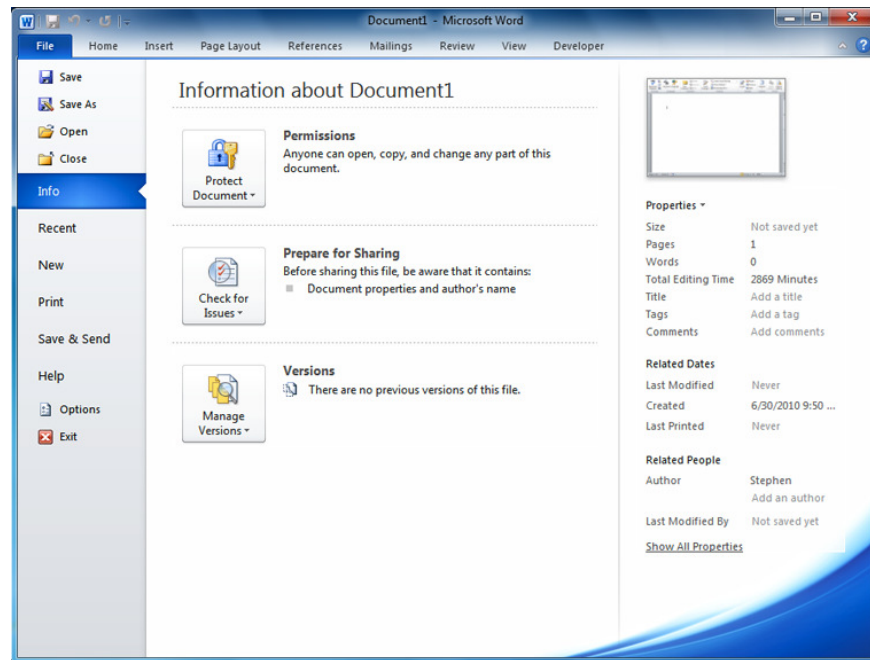 Document1 - Microsoft Word
File Home Insert Page Layout References Mailings Review View Developer
Save
Save As
Open
Close
Info
Recent
New
Print
Save & Send
Help
Options
Exit
Information about Document1
Protect
Document
Permissions
Anyone can open, copy, and change any part of this
document.
Check for
Issues
Prepare for Sharing
Before sharing this file, be aware that it contains:
Document properties and author's name
Manage
Versions
Versions
There are no previous versions of this file.
Properties
Size Not saved yet
Pages 1
Words 0
Total Editing Time 2869 Minutes
Title Add a title
Tags Add a tag
Comments Add comments
Related Dates
Last Modified Never
Created 6/30/2010 9:50 ...
Last Printed Never
Related People
Author Stephen
Add an author
Last Modified By Not saved yet
Show All Properties